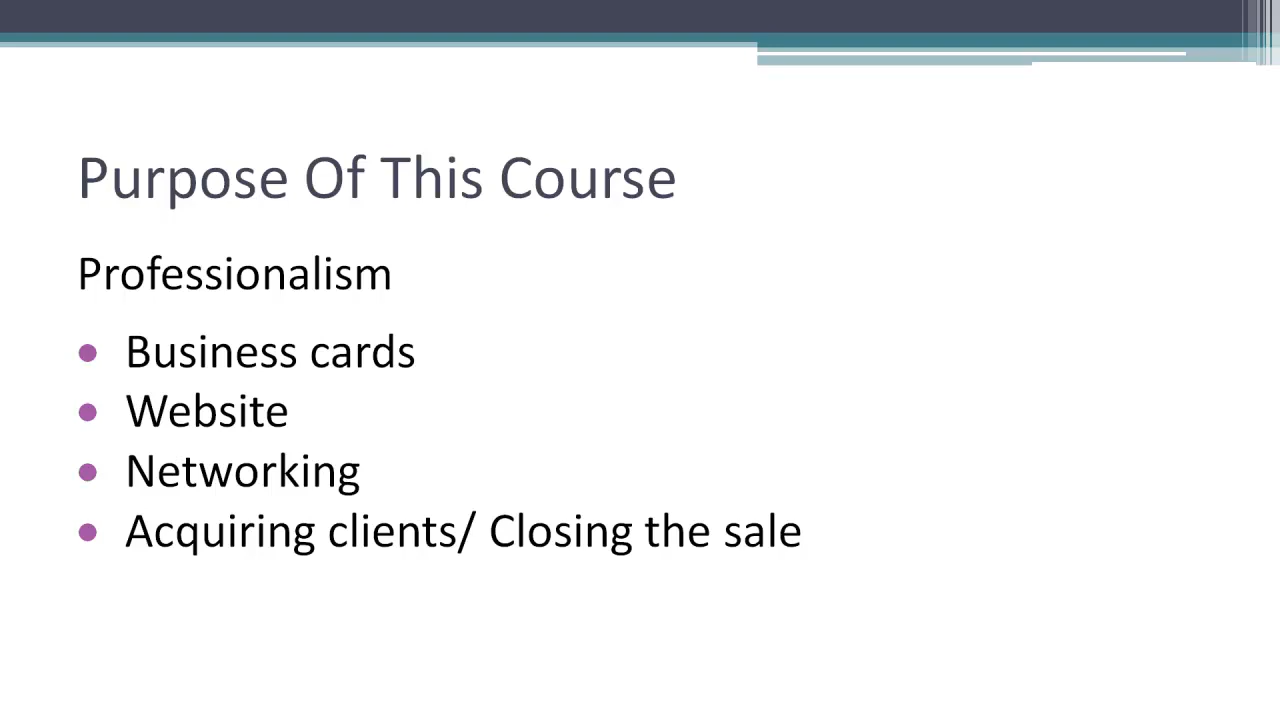 Purpose Of This Course
Professionalism
• Business cards
• Website
• Networking
• Acquiring clients/ Closing the sale